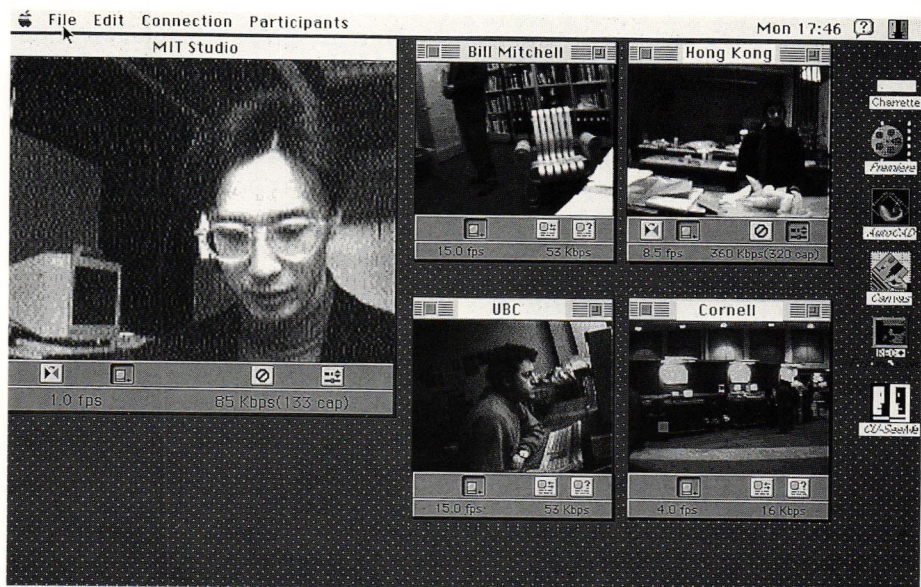 File Edit Connection Participants
Mon 17:46
MIT Studio
1.0 fps 85 Kbps(133 cap)
Bill Mitchell
15.0 fps 53 Kbps
Hong Kong
8.5 fps 360 Kbps(320 cap)
UBC
15.0 fps 53 Kbps
Cornell
4.0 fps 16 Kbps
Charrette
Premiere
AutoCAD
Canvas
REC
CU-SeeMe